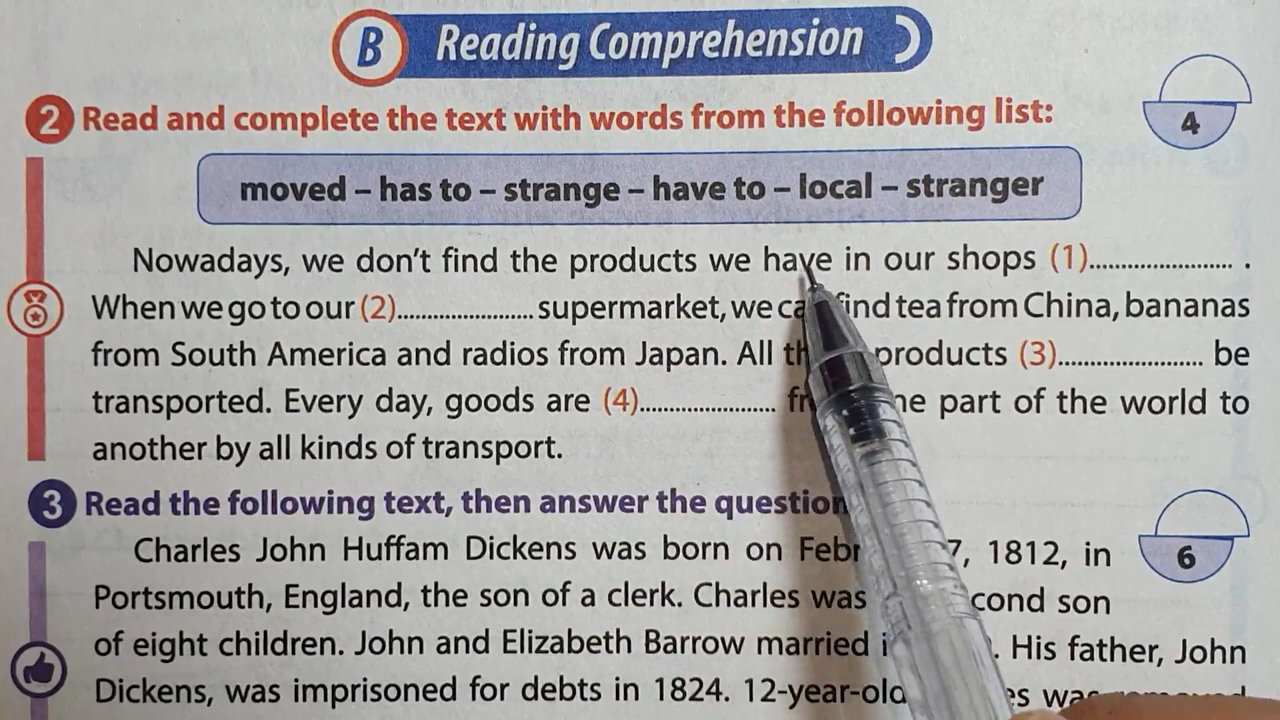 B Reading Comprehension
2 Read and complete the text with words from the following list:
4
moved – has to – strange – have to – local – stranger
Nowadays, we don't find the products we have in our shops (1)........................ .
When we go to our (2)........................ supermarket, we find tea from China, bananas
from South America and radios from Japan. All products (3)........................ be
transported. Every day, goods are (4)........................ part of the world to
another by all kinds of transport.
3 Read the following text, then answer the question
6
Charles John Huffam Dickens was born on 7, 1812, in
Portsmouth, England, the son of a clerk. Charles was son
of eight children. John and Elizabeth Barrow married . His father, John
Dickens, was imprisoned for debts in 1824. 12-year-old